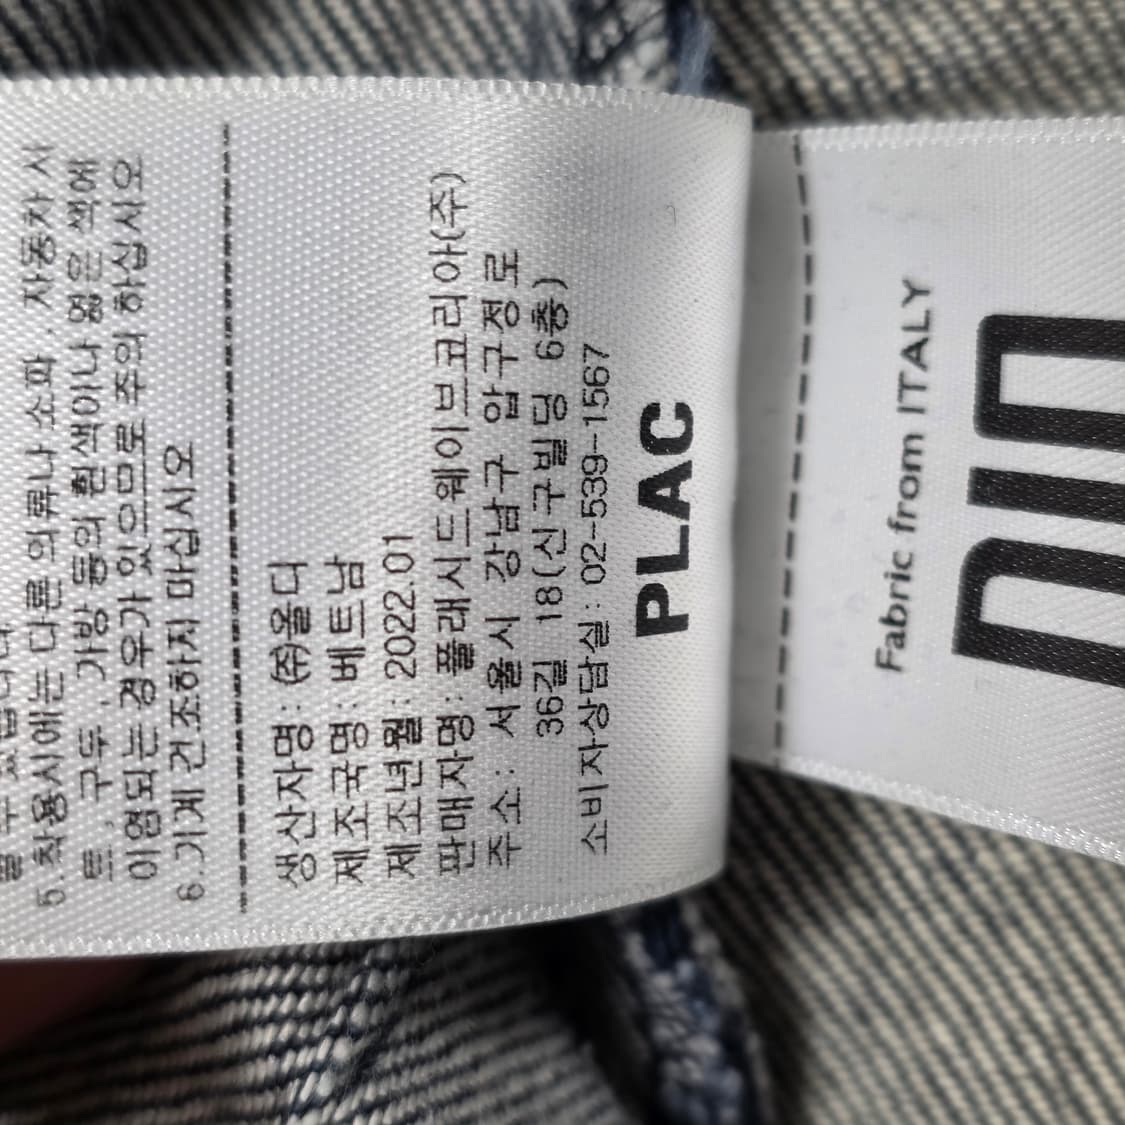 5.착용시에는 다른 의류나 소파 , 자동차 시
트 , 구두 , 가방 등의 흰색이나 엷은 색에
이염되는 경우가 있으므로 주의 하십시오
6.기계 건조하지 마십시오
생산자명 : ㈜올디
제조국명 : 베트남
제조년월 : 2022.01
판매자명 : 플래시드웨이브코리아(주)
주소 : 서울시 강남구 압구정로
36길 18(신구빌딩 6층)
소비자상담실 : 02-539-1567
PLAC
Fabric from ITALY